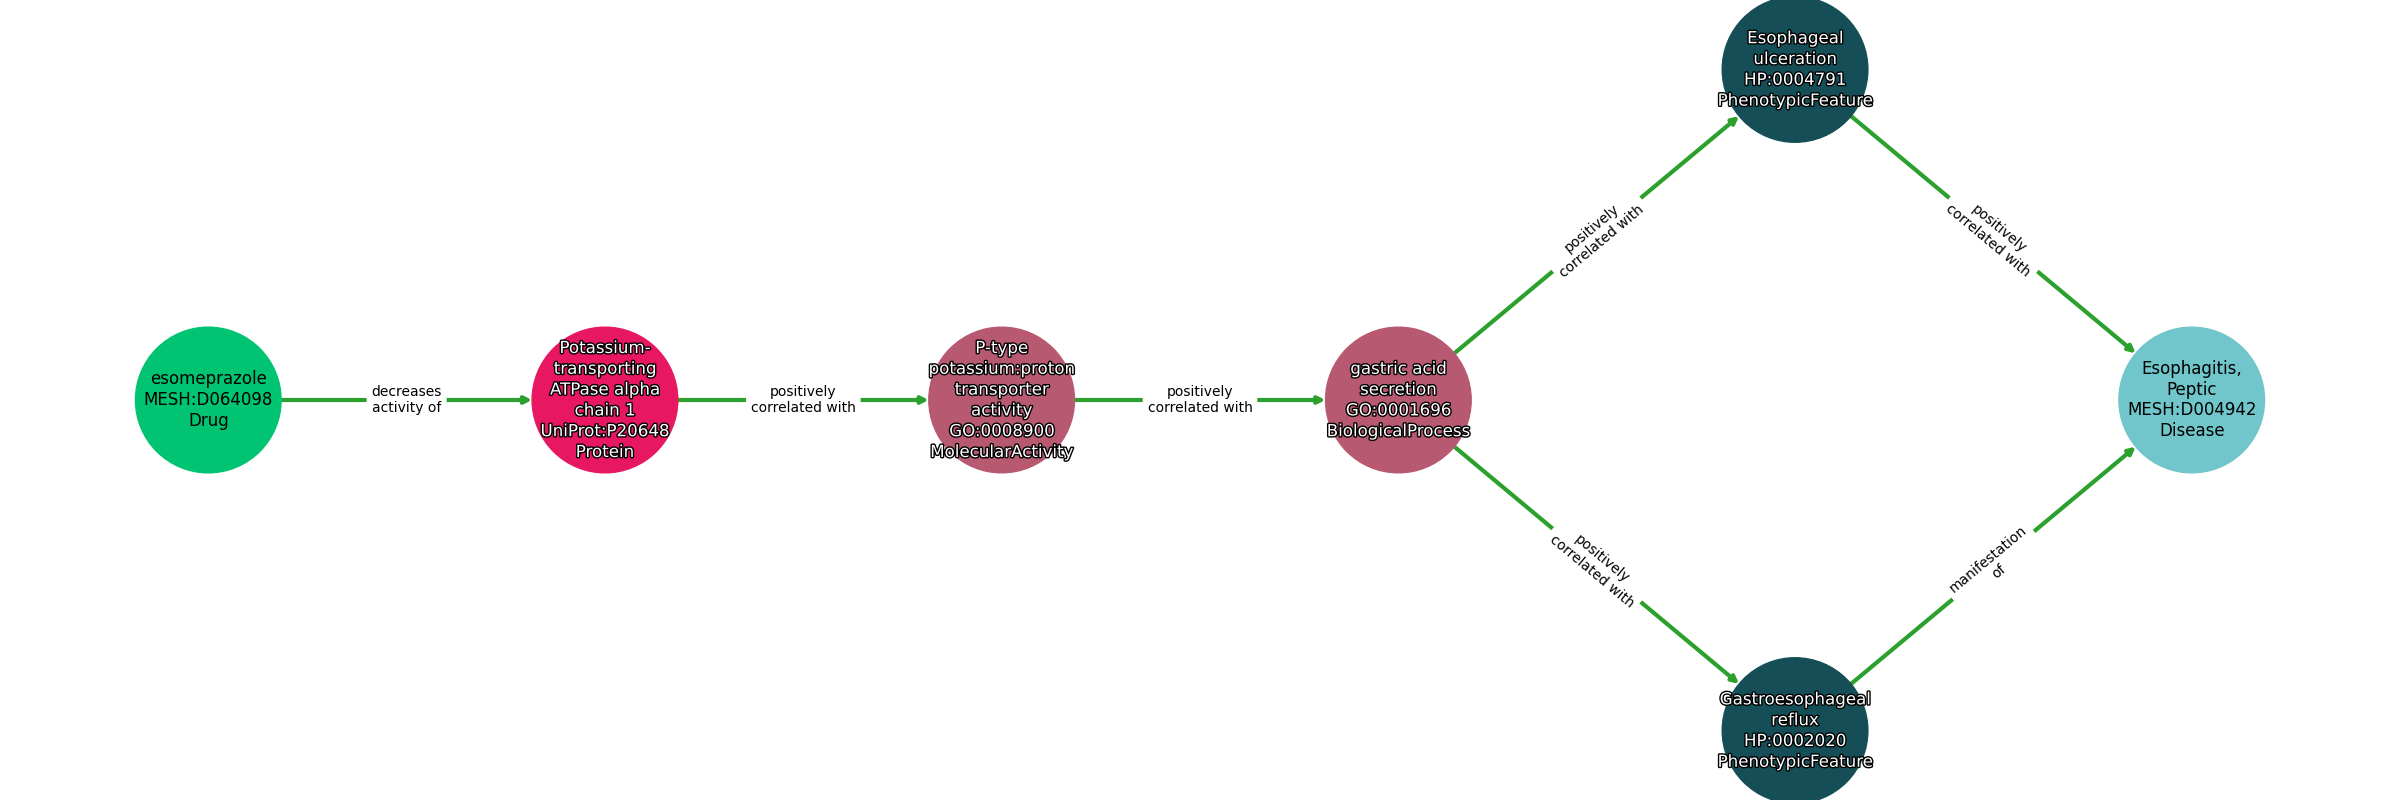 esomeprazole
MESH:D064098
Drug
decreases
activity of
Potassium-
transporting
ATPase alpha
chain 1
UniProt:P20648
Protein
positively
correlated with
P-type
potassium:proton
transporter
activity
GO:0008900
MolecularActivity
positively
correlated with
gastric acid
secretion
GO:0001696
BiologicalProcess
positively
correlated with
Esophageal
ulceration
HP:0004791
PhenotypicFeature
positively
correlated with
positively
correlated with
Gastroesophageal
reflux
HP:0002020
PhenotypicFeature
manifestation
of
Esophagitis,
Peptic
MESH:D004942
Disease